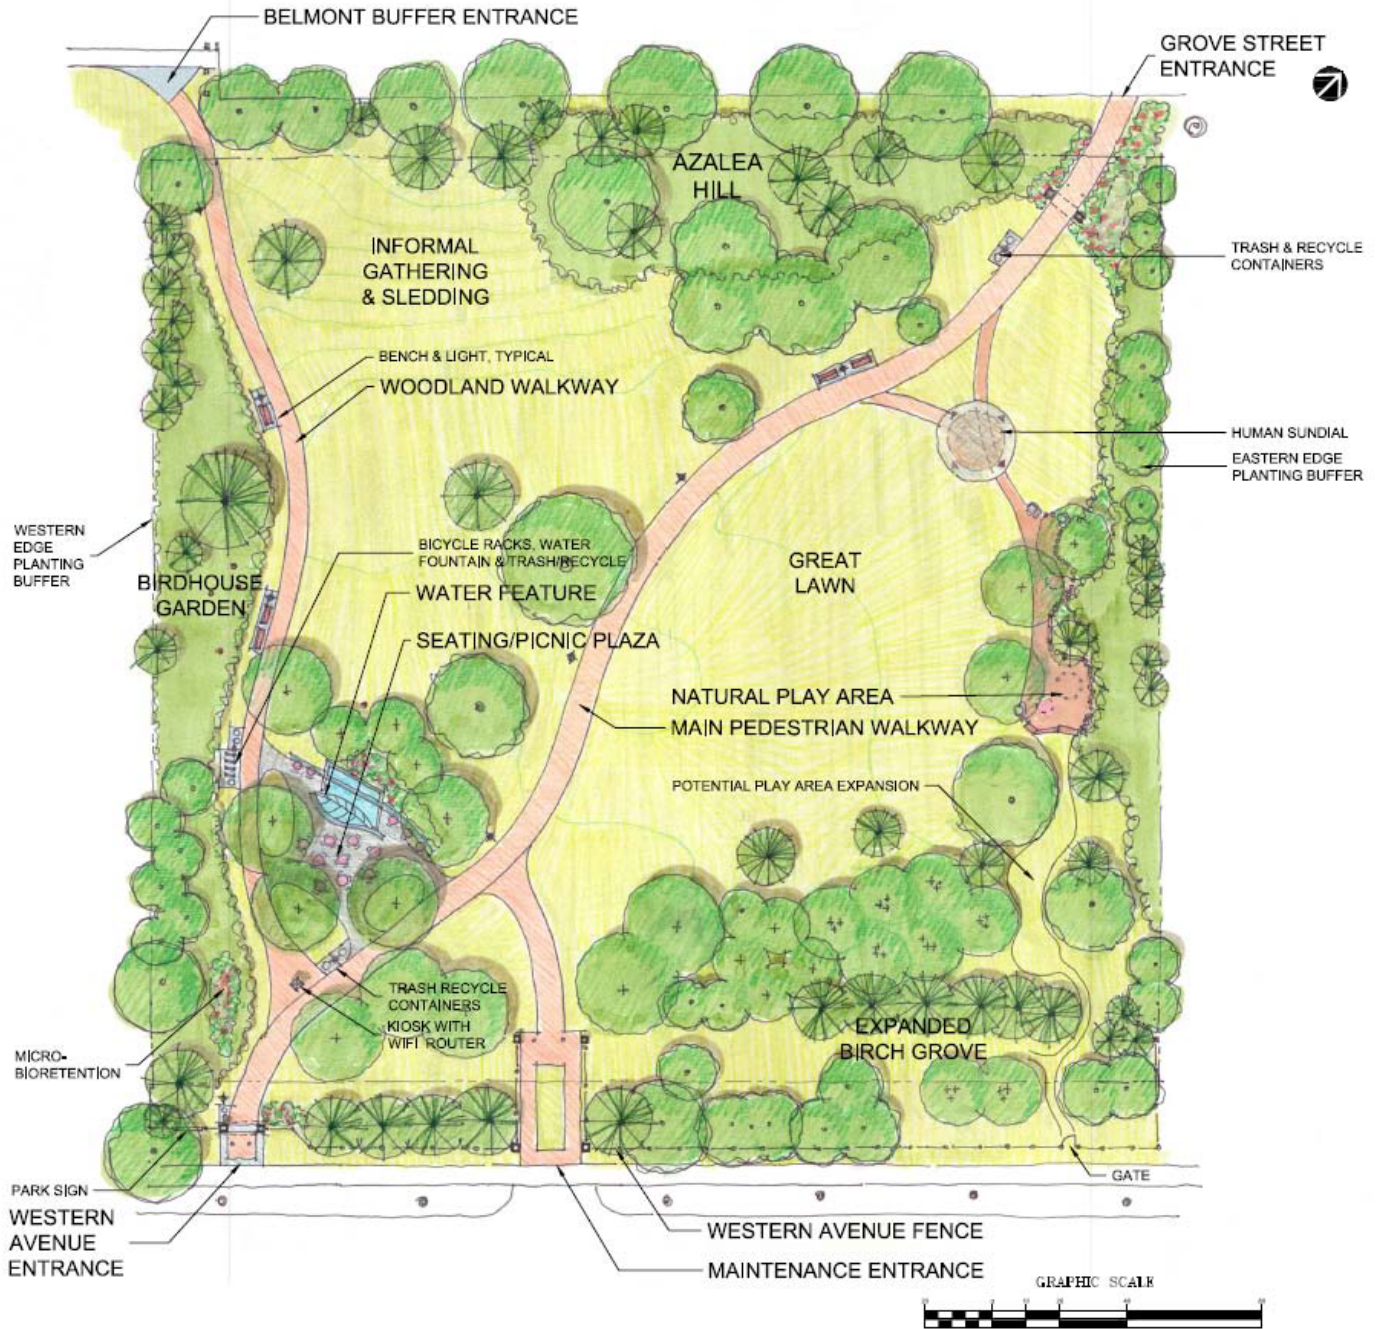 BELMONT BUFFER ENTRANCE
GROVE STREET
ENTRANCE
AZALEA
HILL
INFORMAL
GATHERING
& SLEDDING
TRASH & RECYCLE
CONTAINERS
BENCH & LIGHT, TYPICAL
WOODLAND WALKWAY
HUMAN SUNDIAL
EASTERN EDGE
PLANTING BUFFER
WESTERN
EDGE
PLANTING
BUFFER
BICYCLE RACKS, WATER
FOUNTAIN & TRASH/RECYCLE
GREAT
LAWN
BIRDHOUSE
GARDEN
WATER FEATURE
SEATING/PICNIC PLAZA
NATURAL PLAY AREA
MAIN PEDESTRIAN WALKWAY
POTENTIAL PLAY AREA EXPANSION
TRASH RECYCLE
CONTAINERS
KIOSK WITH
WIFI ROUTER
EXPANDED
BIRCH GROVE
MICRO-
BIORETENTION
PARK SIGN
GATE
WESTERN
AVENUE
ENTRANCE
WESTERN AVENUE FENCE
MAINTENANCE ENTRANCE
GRAPHIC SCALE